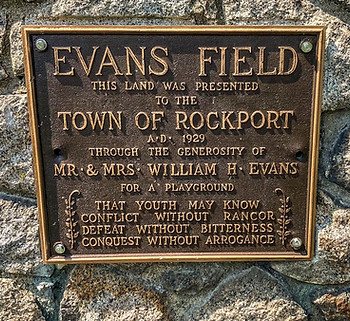 EVANS FIELD
THIS LAND WAS PRESENTED
TO THE
TOWN OF ROCKPORT
A·D· 1929
THROUGH THE GENEROSITY OF
MR·& MRS· WILLIAM H· EVANS
FOR A PLAYGROUND
THAT YOUTH MAY KNOW
CONFLICT WITHOUT RANCOR
DEFEAT WITHOUT BITTERNESS
CONQUEST WITHOUT ARROGANCE